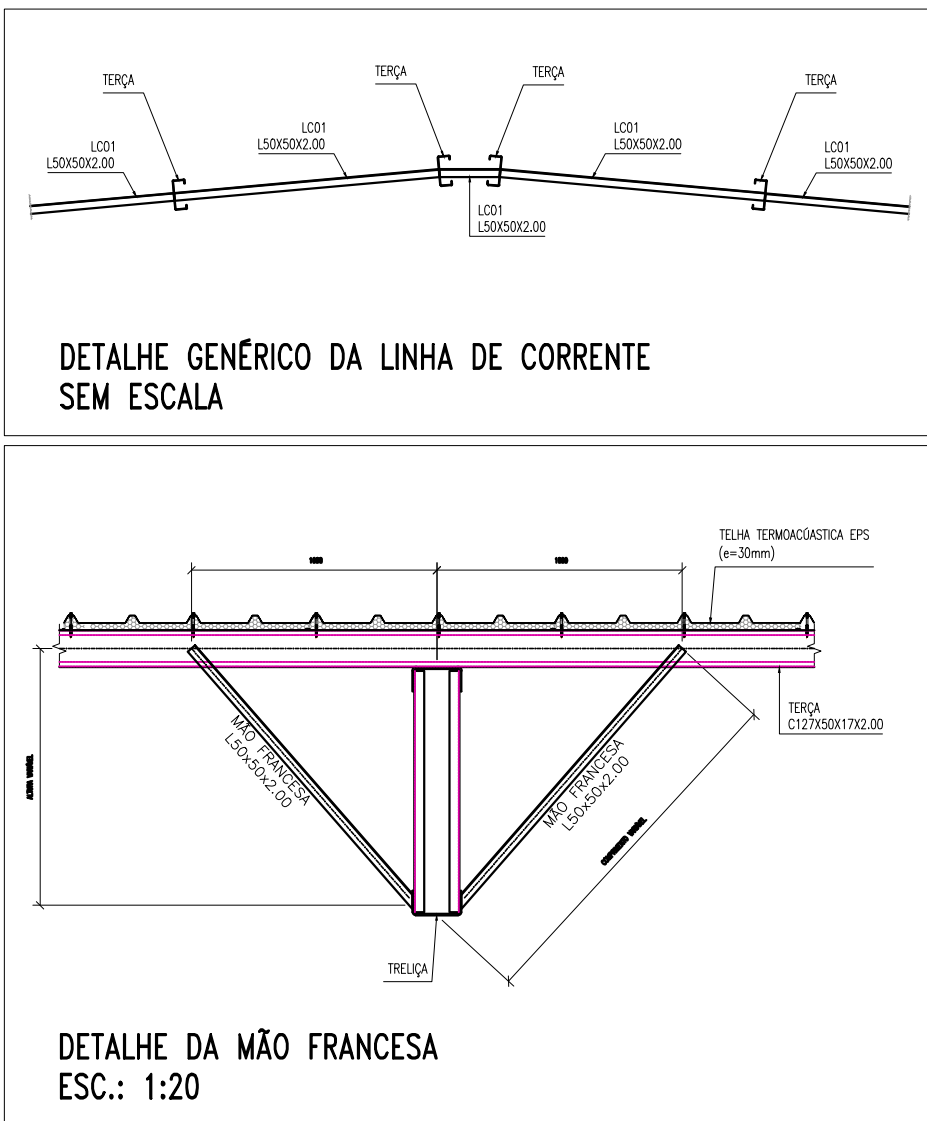 TERÇA
TERÇA
TERÇA
TERÇA
LC01
L50X50X2.00
LC01
L50X50X2.00
LC01
L50X50X2.00
LC01
L50X50X2.00
LC01
L50X50X2.00
DETALHE GENÉRICO DA LINHA DE CORRENTE
SEM ESCALA
TELHA TERMOACÚASTICA EPS
(e=30mm)
TERÇA
C127X50X17X2.00
MÃO FRANCESA
L50x50x2.00
MÃO FRANCESA
L50x50x2.00
TRELIÇA
DETALHE DA MÃO FRANCESA
ESC.: 1:20